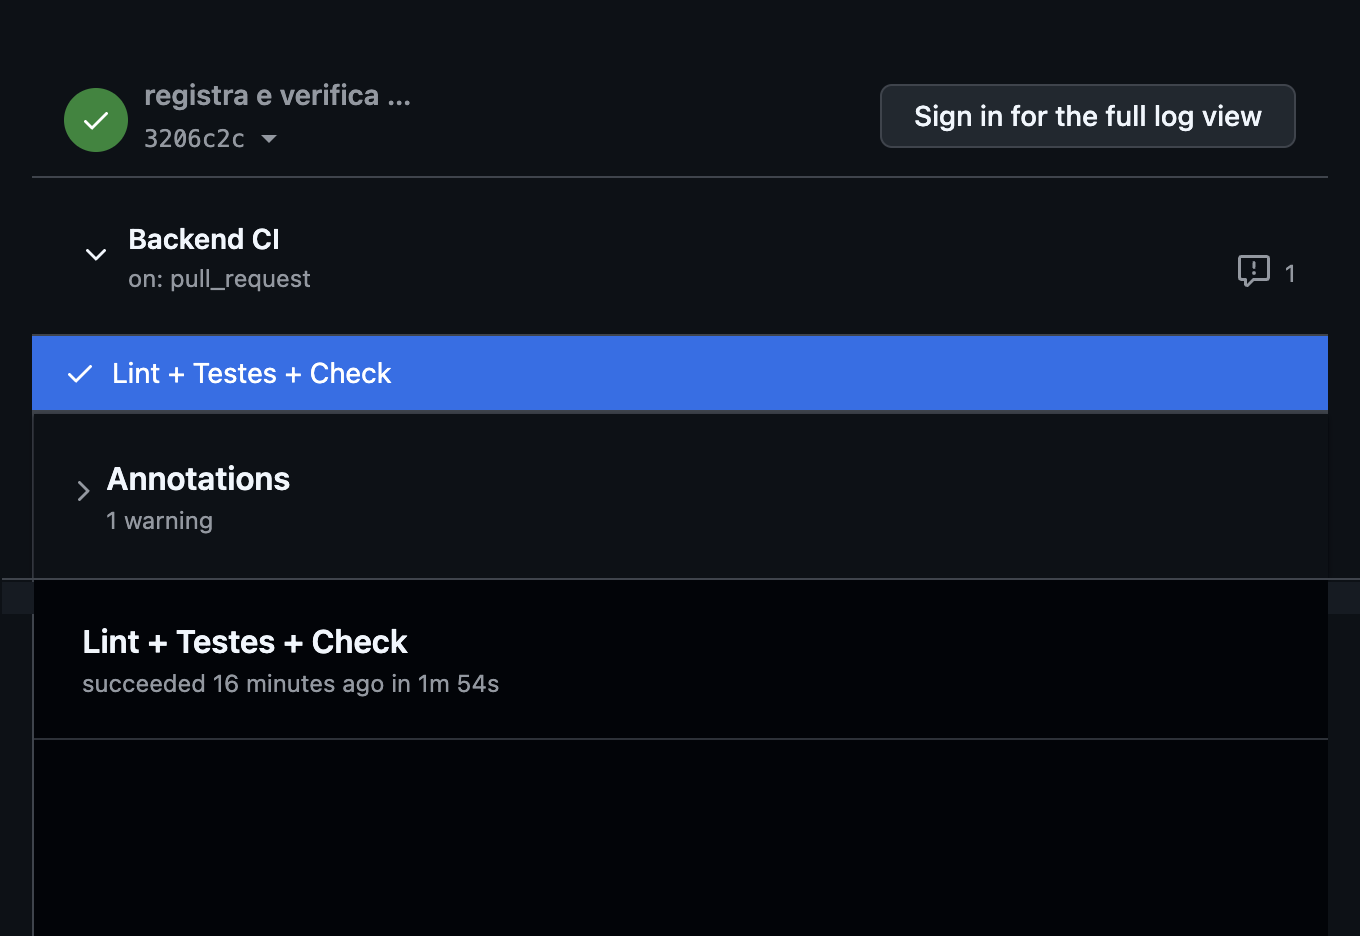 registra e verifica ...
3206c2c
Sign in for the full log view
Backend CI
on: pull_request
1
Lint + Testes + Check
Annotations
1 warning
Lint + Testes + Check
succeeded 16 minutes ago in 1m 54s